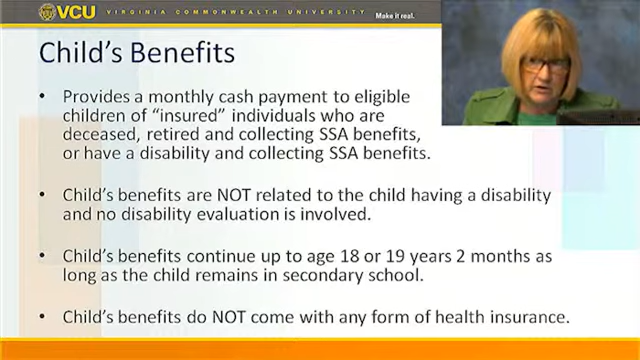 VCU
VIRGINIA COMMONWEALTH UNIVERSITY
Make it real.
Child's Benefits
• Provides a monthly cash payment to eligible
children of "insured" individuals who are
deceased, retired and collecting SSA benefits,
or have a disability and collecting SSA benefits.
• Child's benefits are NOT related to the child having a disability
and no disability evaluation is involved.
• Child's benefits continue up to age 18 or 19 years 2 months as
long as the child remains in secondary school.
• Child's benefits do NOT come with any form of health insurance.